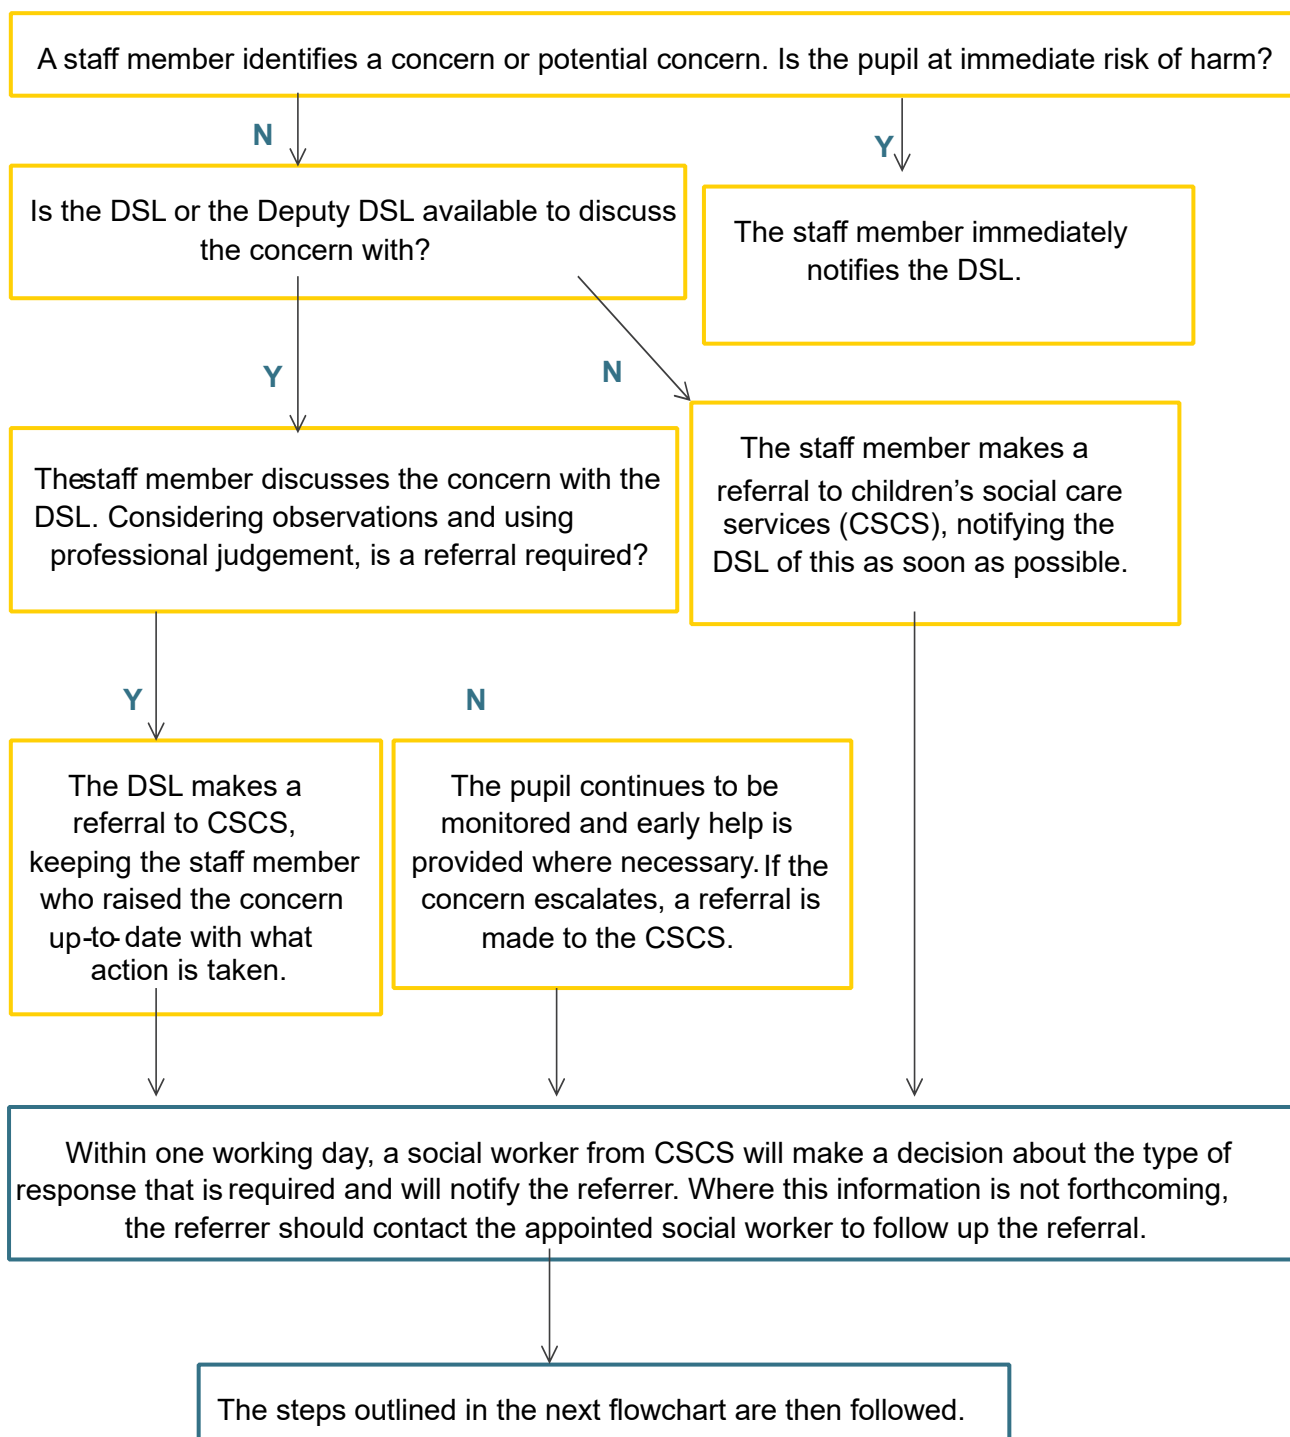 A staff member identifies a concern or potential concern. Is the pupil at immediate risk of harm?
N
Y
Is the DSL or the Deputy DSL available to discuss
the concern with?
The staff member immediately
notifies the DSL.
Y
N
The staff member discusses the concern with the
DSL. Considering observations and using
professional judgement, is a referral required?
The staff member makes a
referral to children's social care
services (CSCS), notifying the
DSL of this as soon as possible.
Y
N
The DSL makes a
referral to CSCS,
keeping the staff member
who raised the concern
up-to-date with what
action is taken.
The pupil continues to be
monitored and early help is
provided where necessary. If the
concern escalates, a referral is
made to the CSCS.
Within one working day, a social worker from CSCS will make a decision about the type of
response that is required and will notify the referrer. Where this information is not forthcoming,
the referrer should contact the appointed social worker to follow up the referral.
The steps outlined in the next flowchart are then followed.